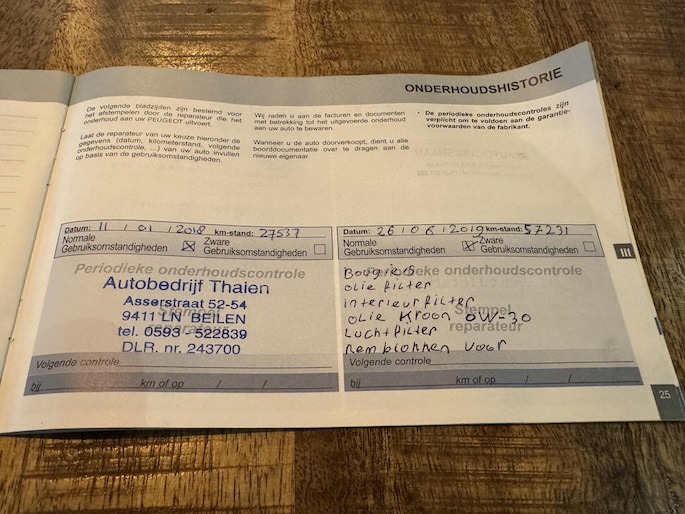 ONDERHOUDSHISTORIE
De volgende bladzijden zijn bestemd voor
het afstempelen door de reparateur die het
onderhoud aan uw PEUGEOT uitvoert.
Laat de reparateur van uw keuze hieronder de
gegevens (datum, kilometerstand, volgende
onderhoudscontrole, ...) van uw auto invullen
op basis van de gebruiksomstandigheden.
Wij raden u aan de facturen en documenten
met betrekking tot het uitgevoerde onderhoud
aan uw auto te bewaren.
Wanneer u de auto doorverkoopt, dient u alle
boorddocumentatie over te dragen aan de
nieuwe eigenaar.
• De periodieke onderhoudscontroles zijn
verplicht om te voldoen aan de garantie-
voorwaarden van de fabrikant.
Datum: 11 / 01 / 2018 km-stand: 27537
Normale Gebruiksomstandigheden Zware Gebruiksomstandigheden
Periodieke onderhoudscontrole
Autobedrijf Thalen
Asserstraat 52-54
9411 LN BEILEN
tel. 0593 - 522839
DLR. nr. 243700
Stempel
reparateur
Volgende controle
bij km of op / /
Datum: 26 / 06 / 2019 km-stand: 57231
Normale Gebruiksomstandigheden Zware Gebruiksomstandigheden
Periodieke onderhoudscontrole
Bougies
olie filter
interieurfilter
olie Kroon 0W-30
Luchtfilter
Remblokken voor
Stempel
reparateur
Volgende controle
bij km of op / /
III
25